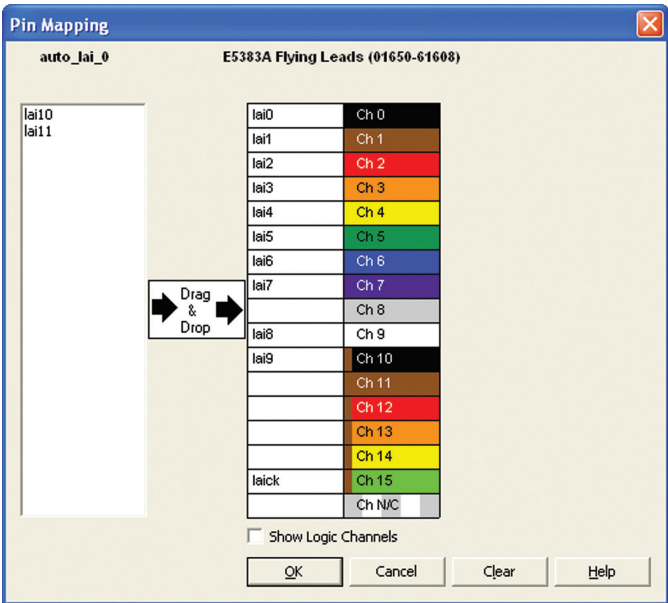 Pin Mapping
auto_lai_0 E5383A Flying Leads (01650-61608)
lai10
lai11
lai0 Ch 0
lai1 Ch 1
lai2 Ch 2
lai3 Ch 3
lai4 Ch 4
lai5 Ch 5
lai6 Ch 6
lai7 Ch 7
Ch 8
lai8 Ch 9
lai9 Ch 10
Ch 11
Ch 12
Ch 13
Ch 14
laick Ch 15
Ch N/C
Drag
&
Drop
Show Logic Channels
OK Cancel Clear Help